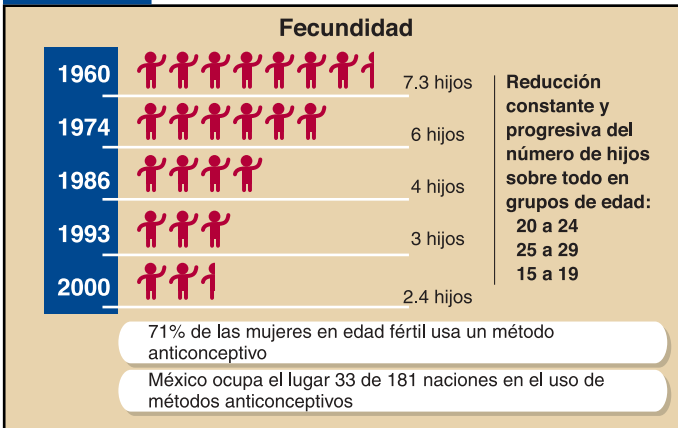 Fecundidad
1960
7.3 hijos
1974
6 hijos
1986
4 hijos
1993
3 hijos
2000
2.4 hijos
Reducción
constante y
progresiva del
número de hijos
sobre todo en
grupos de edad:
20 a 24
25 a 29
15 a 19
71% de las mujeres en edad fértil usa un método
anticonceptivo
México ocupa el lugar 33 de 181 naciones en el uso de
métodos anticonceptivos